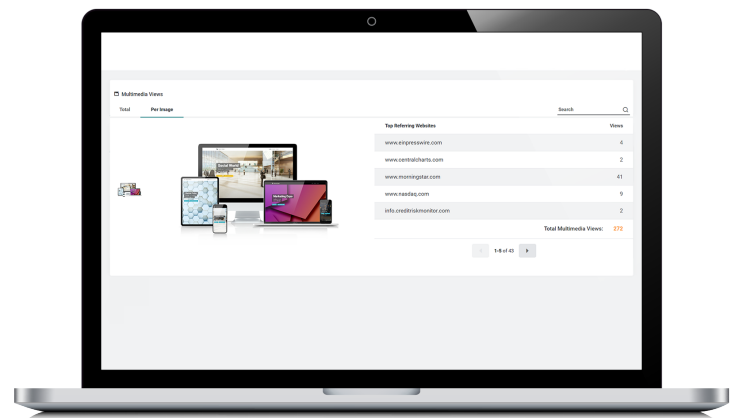 Multimedia Views
Total Per Image Search
Top Referring Websites Views
www.einpresswire.com 4
www.centralcharts.com 2
www.morningstar.com 41
www.nasdaq.com 9
info.creditriskmonitor.com 2
Total Multimedia Views: 272
1-5 of 43